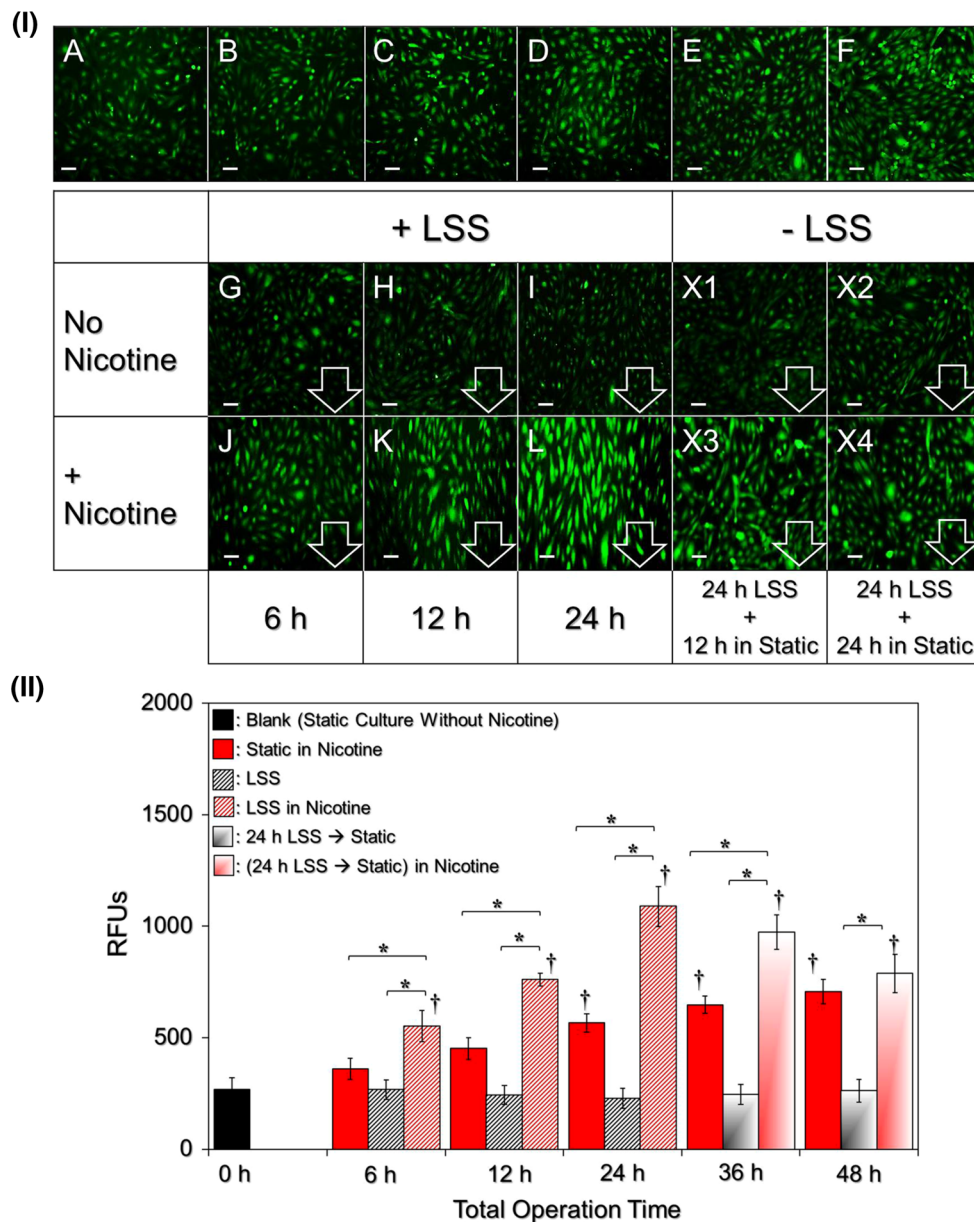 (I)
A B C D E F
+ LSS - LSS
No
Nicotine
G H I X1 X2
+
Nicotine
J K L X3 X4
6 h 12 h 24 h
24 h LSS
+
12 h in Static
24 h LSS
+
24 h in Static
(II)
2000
1500
1000
500
0
RFUs
: Blank (Static Culture Without Nicotine)
: Static in Nicotine
: LSS
: LSS in Nicotine
: 24 h LSS → Static
: (24 h LSS → Static) in Nicotine
* * † * * † † * * † † * * † † * †
0 h 6 h 12 h 24 h 36 h 48 h
Total Operation Time